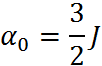 α₀ = 3/2 J